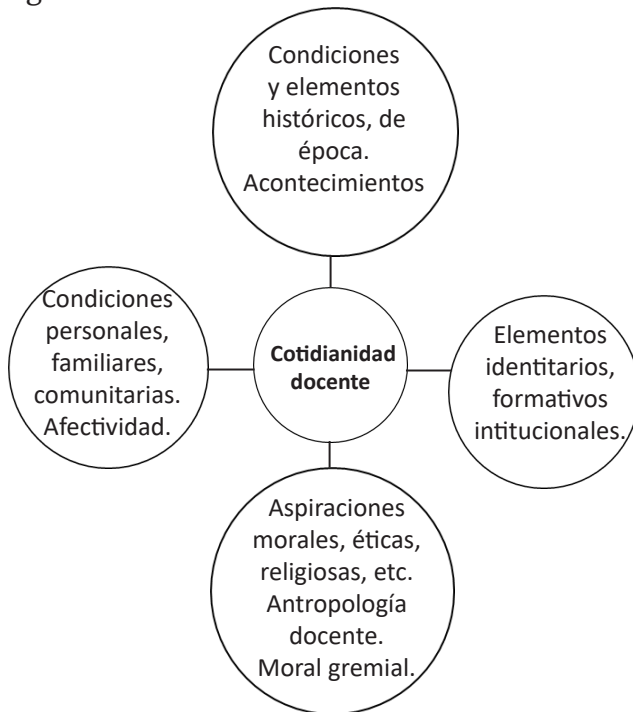 Condiciones
y elementos
históricos, de
época.
Acontecimientos
Condiciones
personales,
familiares,
comunitarias.
Afectividad.
Cotidianidad
docente
Elementos
identitarios,
formativos
intitucionales.
Aspiraciones
morales, éticas,
religiosas, etc.
Antropología
docente.
Moral gremial.